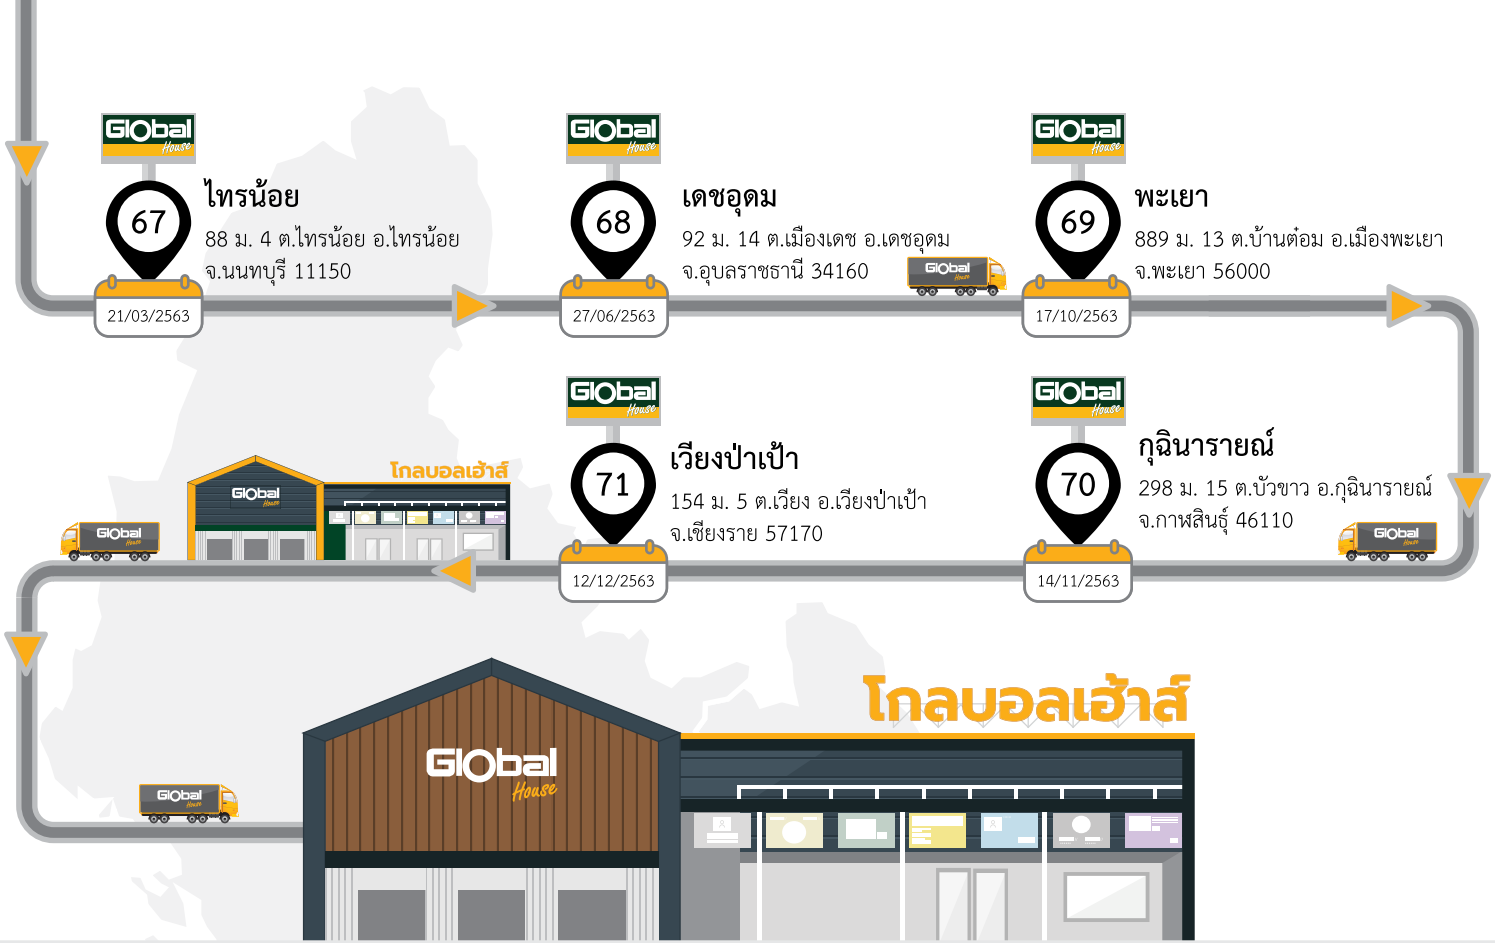 Global
House
67
ไทรน้อย
88 ม. 4 ต.ไทรน้อย อ.ไทรน้อย
จ.นนทบุรี 11150
21/03/2563
Global
House
68
เดชอุดม
92 ม. 14 ต.เมืองเดช อ.เดชอุดม
จ.อุบลราชธานี 34160
27/06/2563
Global
House
Global
House
69
พะเยา
889 ม. 13 ต.บ้านต๋อม อ.เมืองพะเยา
จ.พะเยา 56000
17/10/2563
Global
House
70
กุฉินารายณ์
298 ม. 15 ต.บัวขาว อ.กุฉินารายณ์
จ.กาฬสินธุ์ 46110
14/11/2563
Global
House
Global
House
71
เวียงป่าเป้า
154 ม. 5 ต.เวียง อ.เวียงป่าเป้า
จ.เชียงราย 57170
12/12/2563
โกลบอลเฮ้าส์
Global
House
Global
House
Global
House
โกลบอลเฮ้าส์
Global
House